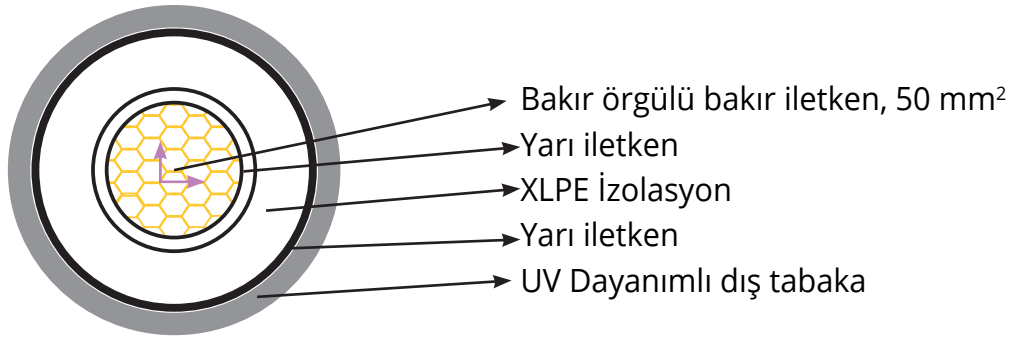 Bakır örgülü bakır iletken, 50 mm²
Yarı iletken
XLPE İzolasyon
Yarı iletken
UV Dayanımlı dış tabaka